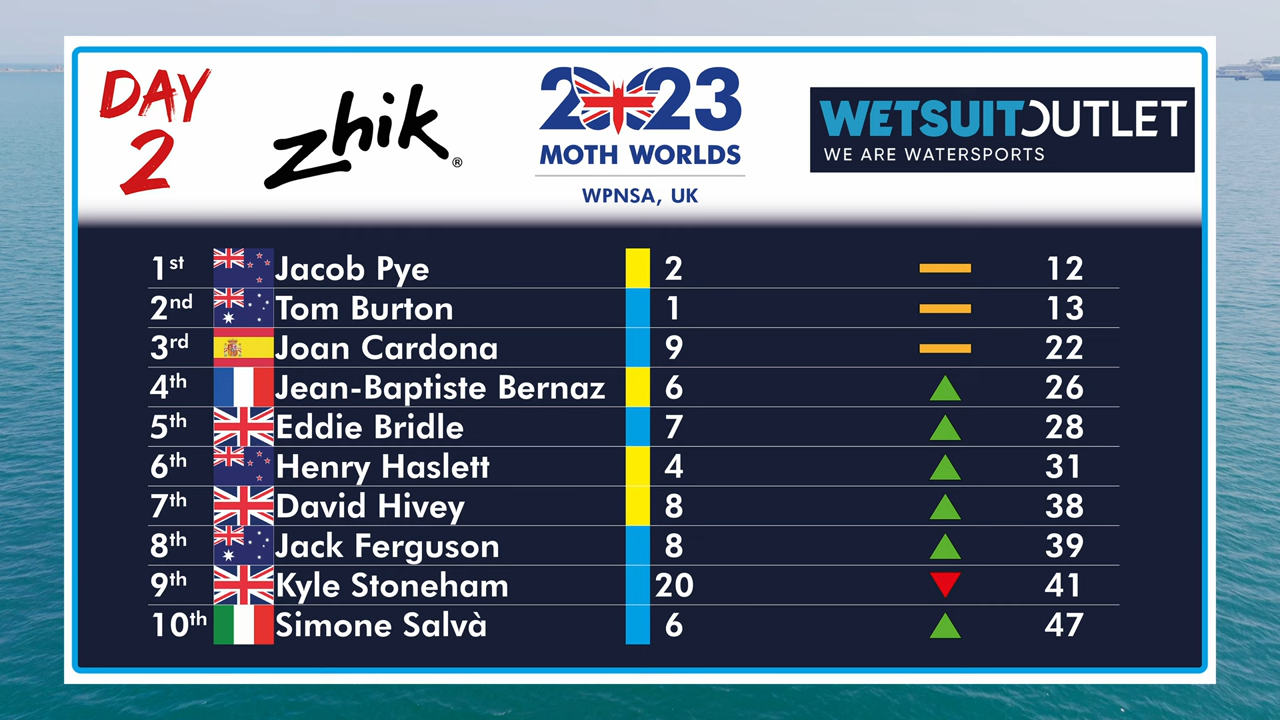 DAY
2
zhik®
2023
MOTH WORLDS
WPNSA, UK
WETSUITOUTLET
WE ARE WATERSPORTS
1st Jacob Pye 2 12
2nd Tom Burton 1 13
3rd Joan Cardona 9 22
4th Jean-Baptiste Bernaz 6 26
5th Eddie Bridle 7 28
6th Henry Haslett 4 31
7th David Hivey 8 38
8th Jack Ferguson 8 39
9th Kyle Stoneham 20 41
10th Simone Salvà 6 47